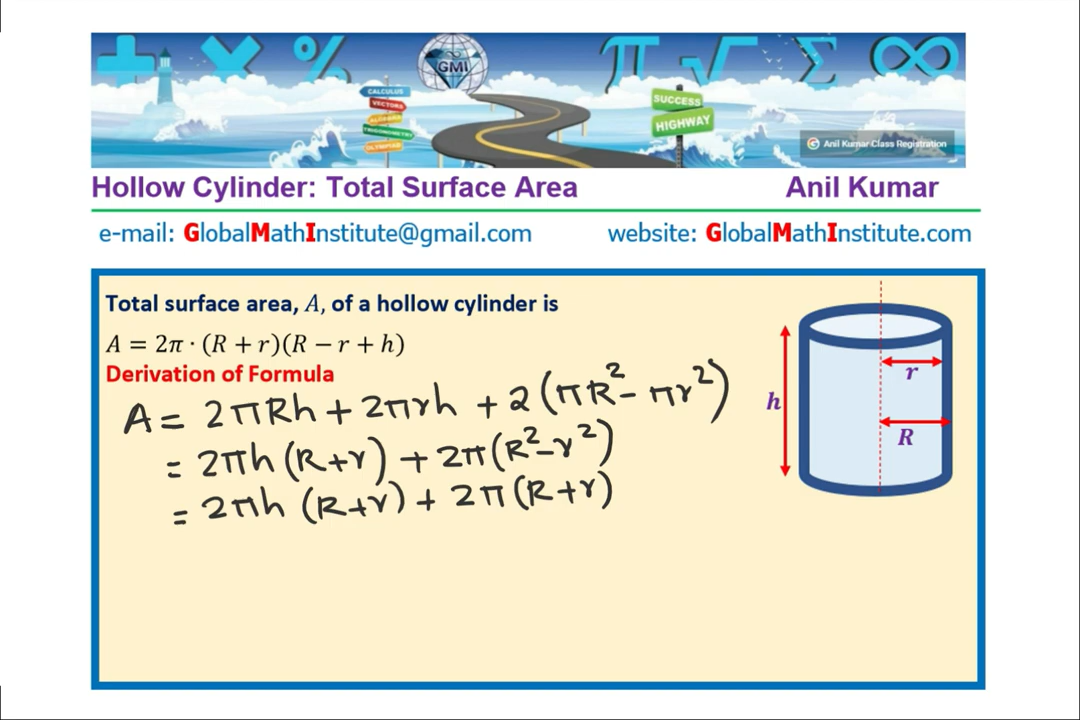 GMI
CALCULUS
VECTORS
ALGEBRA
TRIGONOMETRY
OLYMPIAD
SUCCESS
HIGHWAY
G Anil Kumar Class Registration
Hollow Cylinder: Total Surface Area Anil Kumar
e-mail: GlobalMathInstitute@gmail.com website: GlobalMathInstitute.com
Total surface area, A, of a hollow cylinder is
A = 2π · (R + r)(R − r + h)
Derivation of Formula
A = 2πRh + 2πrh + 2(πR² − πr²)
= 2πh (R+r) + 2π(R²−r²)
= 2πh (R+r) + 2π(R+r)
h
r
R